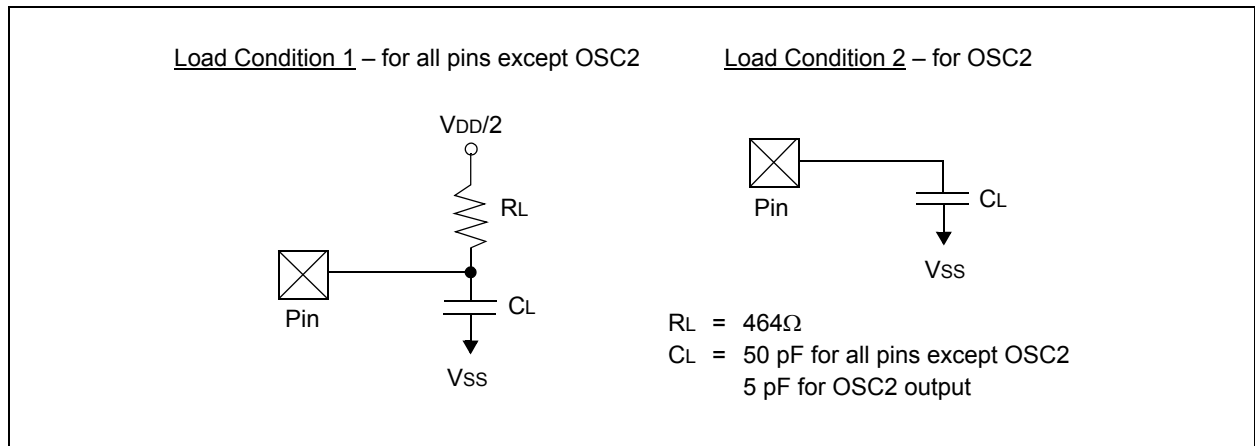 Load Condition 1 – for all pins except OSC2
Load Condition 2 – for OSC2
VDD/2
RL
Pin
CL
VSS
Pin
CL
VSS
RL = 464Ω
CL = 50 pF for all pins except OSC2
5 pF for OSC2 output